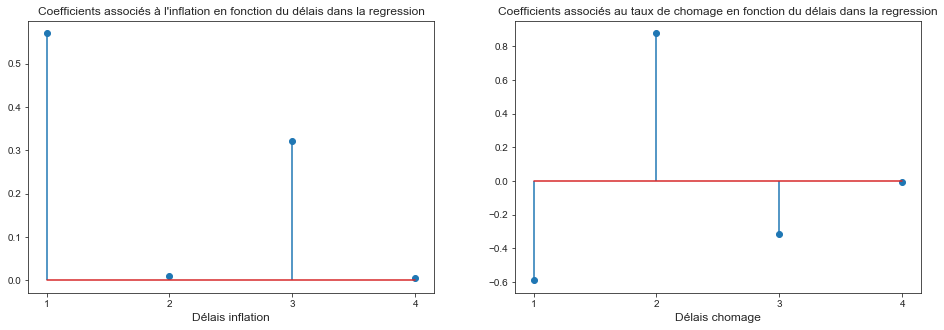 Coefficients associés à l'inflation en fonction du délais dans la regression
0.5
0.4
0.3
0.2
0.1
0.0
1 2 3 4
Délais inflation
Coefficients associés au taux de chomage en fonction du délais dans la regression
0.8
0.6
0.4
0.2
0.0
−0.2
−0.4
−0.6
1 2 3 4
Délais chomage